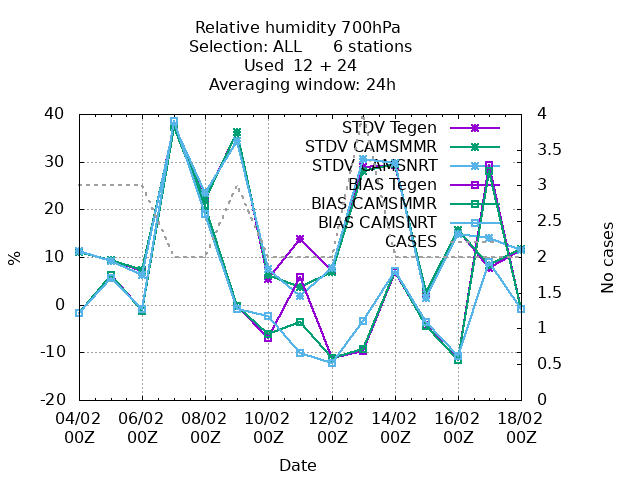 Relative humidity 700hPa
Selection: ALL      6 stations
Used  12 + 24
Averaging window: 24h
STDV Tegen
STDV CAMSMMR
STDV CAMSNRT
BIAS Tegen
BIAS CAMSMMR
BIAS CAMSNRT
CASES
40
30
20
10
0
-10
-20
%
4
3.5
3
2.5
2
1.5
1
0.5
0
No cases
04/02 06/02 08/02 10/02 12/02 14/02 16/02 18/02
00Z 00Z 00Z 00Z 00Z 00Z 00Z 00Z
Date